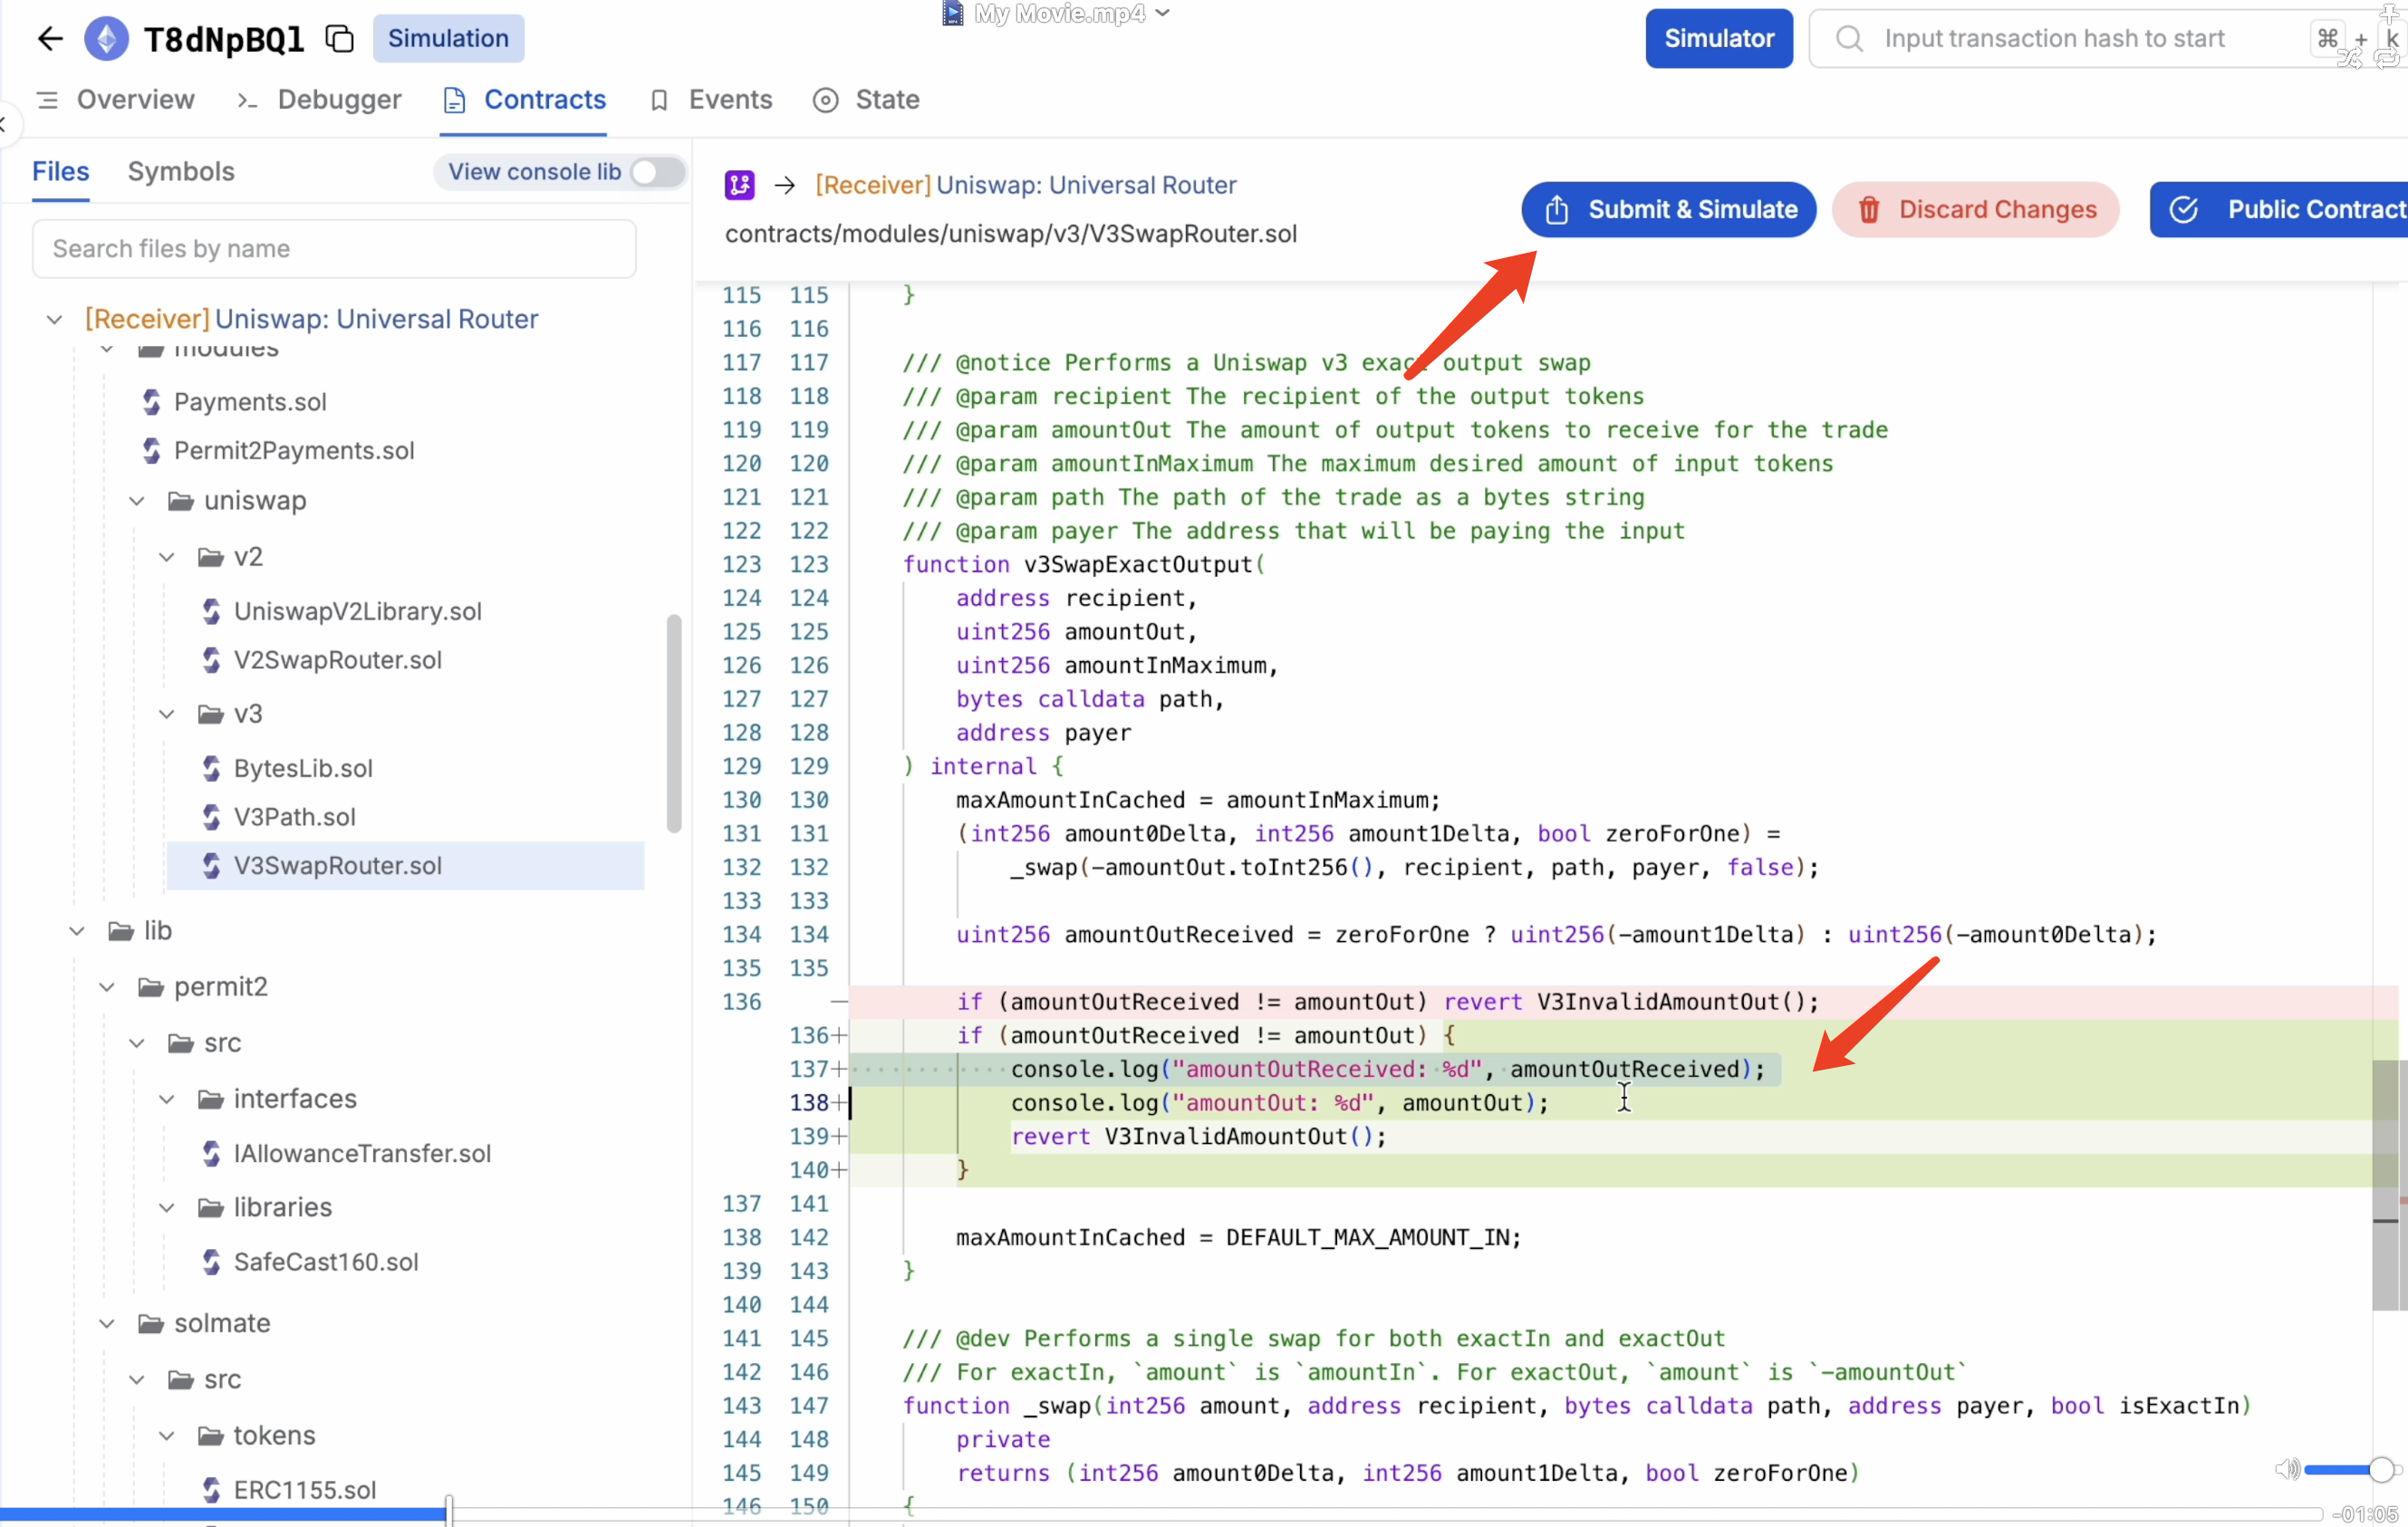 My Movie.mp4
T8dNpBQl
Simulation
Simulator
Input transaction hash to start
⌘ + k
Overview
>_ Debugger
Contracts
Events
State
Files
Symbols
View console lib
Search files by name
[Receiver] Uniswap: Universal Router
modules
Payments.sol
Permit2Payments.sol
uniswap
v2
UniswapV2Library.sol
V2SwapRouter.sol
v3
BytesLib.sol
V3Path.sol
V3SwapRouter.sol
lib
permit2
src
interfaces
IAllowanceTransfer.sol
libraries
SafeCast160.sol
solmate
src
tokens
ERC1155.sol
→ [Receiver] Uniswap: Universal Router
contracts/modules/uniswap/v3/V3SwapRouter.sol
Submit & Simulate
Discard Changes
Public Contract
115 115 }
116 116
117 117 /// @notice Performs a Uniswap v3 exact output swap
118 118 /// @param recipient The recipient of the output tokens
119 119 /// @param amountOut The amount of output tokens to receive for the trade
120 120 /// @param amountInMaximum The maximum desired amount of input tokens
121 121 /// @param path The path of the trade as a bytes string
122 122 /// @param payer The address that will be paying the input
123 123 function v3SwapExactOutput(
124 124 address recipient,
125 125 uint256 amountOut,
126 126 uint256 amountInMaximum,
127 127 bytes calldata path,
128 128 address payer
129 129 ) internal {
130 130 maxAmountInCached = amountInMaximum;
131 131 (int256 amount0Delta, int256 amount1Delta, bool zeroForOne) =
132 132 _swap(-amountOut.toInt256(), recipient, path, payer, false);
133 133
134 134 uint256 amountOutReceived = zeroForOne ? uint256(-amount1Delta) : uint256(-amount0Delta);
135 135
136 — if (amountOutReceived != amountOut) revert V3InvalidAmountOut();
136+ if (amountOutReceived != amountOut) {
137+ console.log("amountOutReceived: %d", amountOutReceived);
138+ console.log("amountOut: %d", amountOut);
139+ revert V3InvalidAmountOut();
140+ }
137 141
138 142 maxAmountInCached = DEFAULT_MAX_AMOUNT_IN;
139 143 }
140 144
141 145 /// @dev Performs a single swap for both exactIn and exactOut
142 146 /// For exactIn, `amount` is `amountIn`. For exactOut, `amount` is `-amountOut`
143 147 function _swap(int256 amount, address recipient, bytes calldata path, address payer, bool isExactIn)
144 148 private
145 149 returns (int256 amount0Delta, int256 amount1Delta, bool zeroForOne)
146 150 {
-01:05